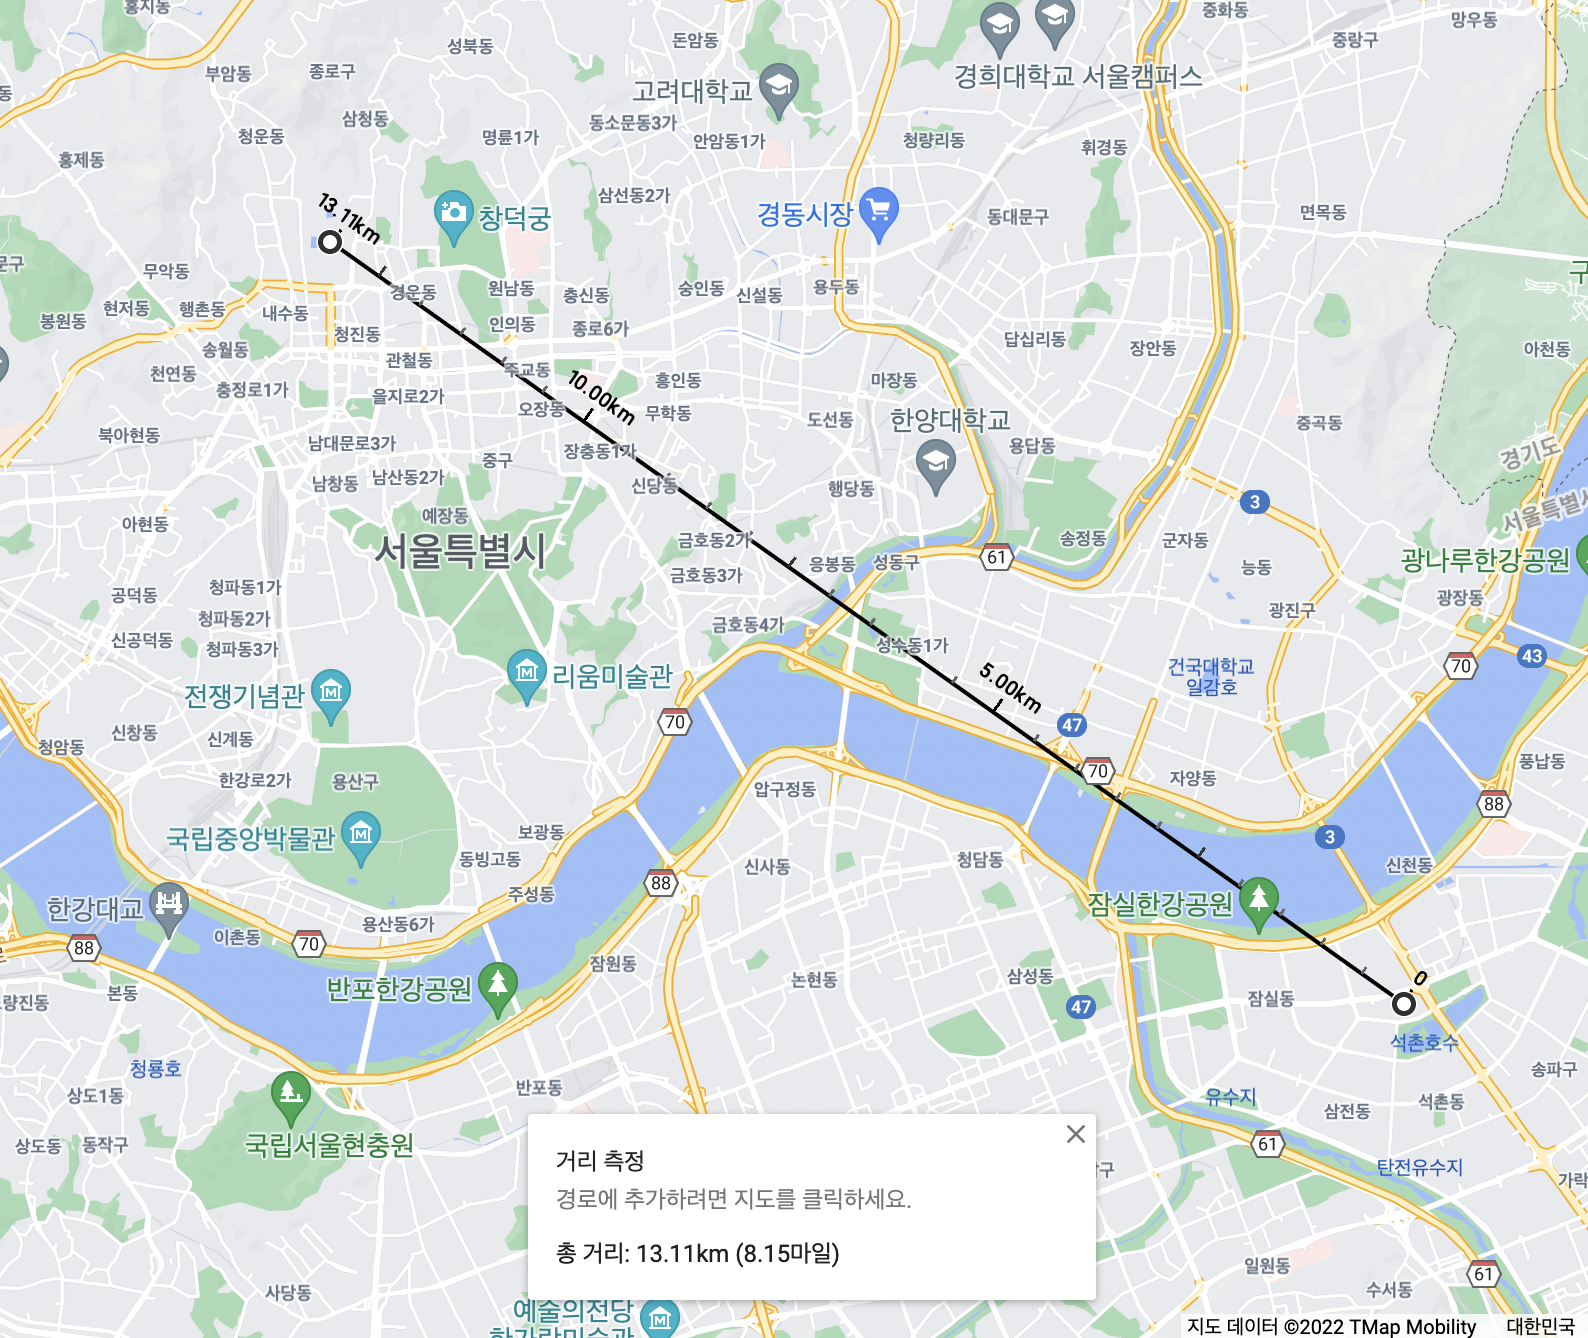 홍지동
중화동
망우동
성북동
돈암동
중랑구
부암동
종로구
고려대학교
경희대학교 서울캠퍼스
삼청동
청운동
명륜1가
동소문동3가
안암동1가
청량리동
휘경동
홍제동
삼선동2가
13.11km
창덕궁
경동시장
동대문구
면목동
무악동
경운동
원남동
충신동
숭인동
신설동
용두동
현저동
행촌동
내수동
봉원동
청진동
인의동
종로6가
답십리동
장안동
아천동
송월동
관철동
주교동
천연동
충정로1가
을지로2가
10.00km
흥인동
마장동
오장동
무학동
도선동
한양대학교
중곡동
북아현동
남대문로3가
장충동1가
용답동
경기도
중구
남창동
남산동2가
신당동
행당동
3
아현동
예장동
서울특별시
서울특별시
금호동2가
송정동
군자동
61
광나루한강공원
응봉동
성동구
능동
금호동3가
청파동1가
공덕동
청파동2가
광진구
광장동
금호동4가
신공덕동
청파동3가
성수동1가
43
리움미술관
5.00km
건국대학교
일감호
70
전쟁기념관
70
47
신창동
신계동
청암동
70
풍납동
한강로2가
용산구
압구정동
자양동
88
국립중앙박물관
보광동
3
동빙고동
신사동
청담동
신천동
88
주성동
잠실한강공원
한강대교
용산동6가
이촌동
70
88
잠원동
반포한강공원
논현동
삼성동
0
잠실동
본동
47
석촌호수
청룡호
반포동
송파구
상도1동
유수지
삼전동
석촌동
상도동
동작구
국립서울현충원
61
탄전유수지
거리 측정
경로에 추가하려면 지도를 클릭하세요.
총 거리: 13.11km (8.15마일)
일원동
61
사당동
수서동
예술의전당
한가람미술관
지도 데이터 ©2022 TMap Mobility
대한민국